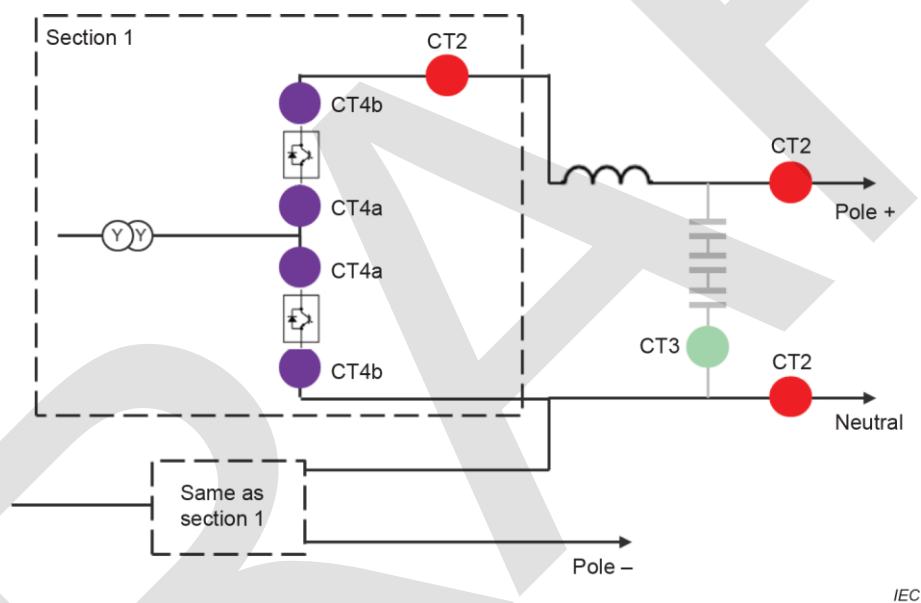 Section 1
CT2
CT4b
CT4a
Y Y
CT4a
CT4b
CT2
Pole +
CT3
CT2
Neutral
Same as
section 1
Pole –
IEC